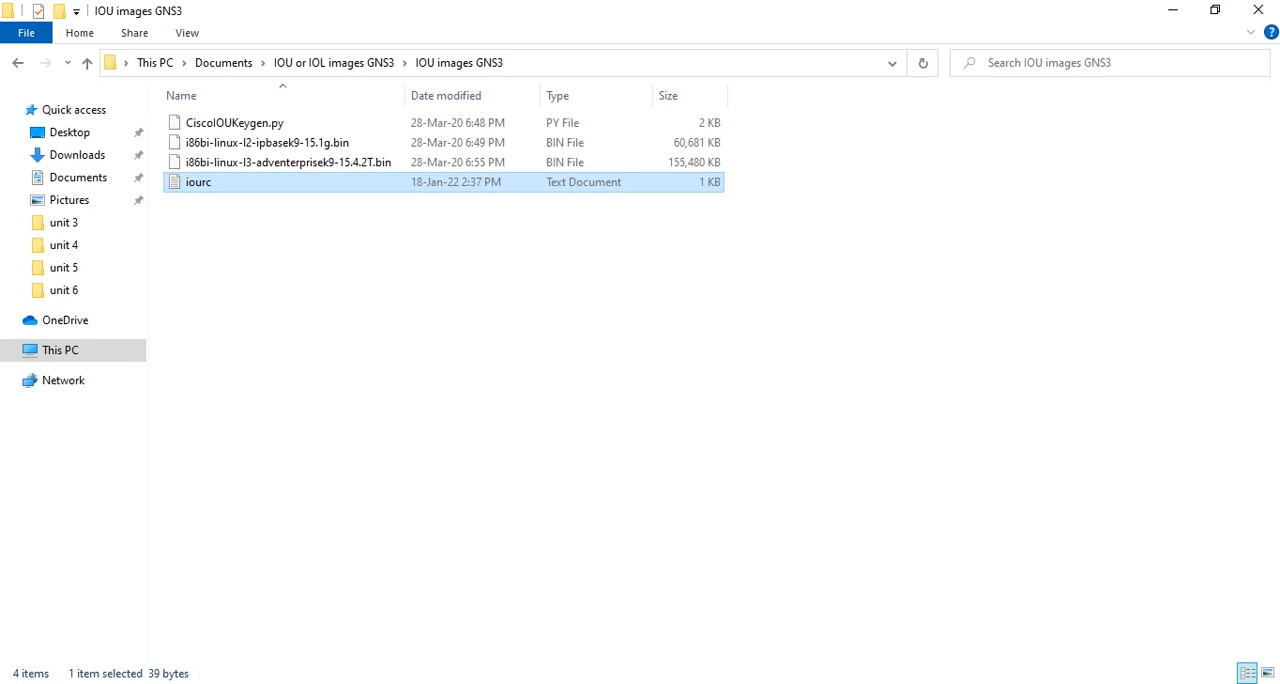 IOU images GNS3
File Home Share View
This PC Documents IOU or IOL images GNS3 IOU images GNS3
Search IOU images GNS3
Quick access
Desktop
Downloads
Documents
Pictures
unit 3
unit 4
unit 5
unit 6
OneDrive
This PC
Network
Name Date modified Type Size
CiscoIOUKeygen.py 28-Mar-20 6:48 PM PY File 2 KB
i86bi-linux-l2-ipbasek9-15.1g.bin 28-Mar-20 6:49 PM BIN File 60,681 KB
i86bi-linux-l3-adventerprisek9-15.4.2T.bin 28-Mar-20 6:55 PM BIN File 155,480 KB
iourc 18-Jan-22 2:37 PM Text Document 1 KB
4 items 1 item selected 39 bytes